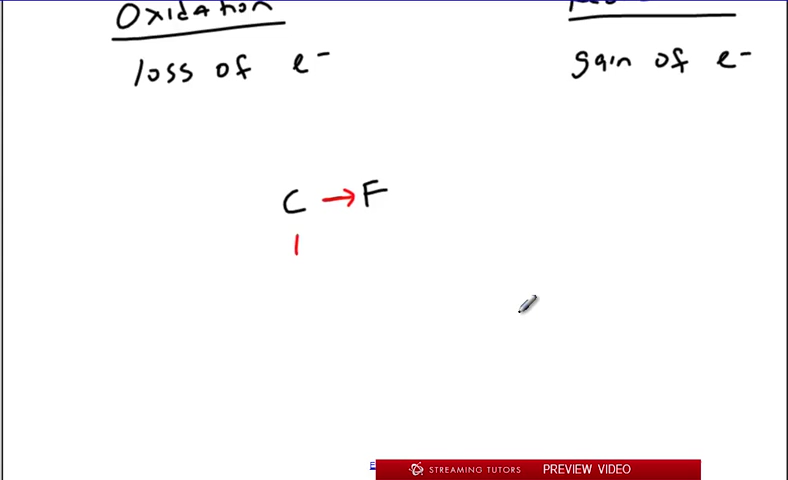 Oxidation
loss of e-
gain of e-
C → F
STREAMING TUTORS PREVIEW VIDEO